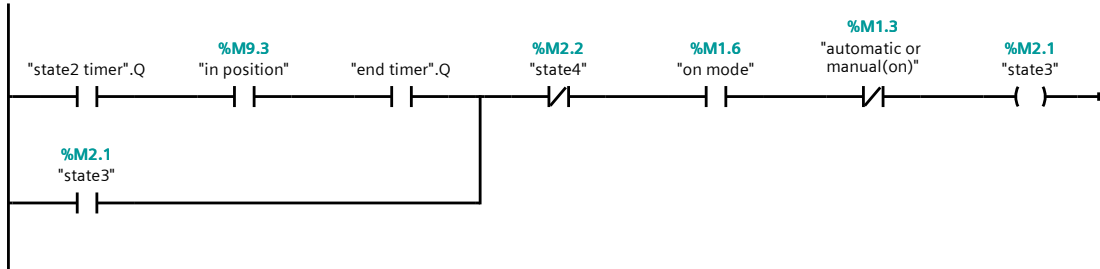 %M1.3
%M9.3 %M2.2 %M1.6 "automatic or %M2.1
"state2 timer".Q "in position" "end timer".Q "state4" "on mode" manual(on)" "state3"
%M2.1
"state3"